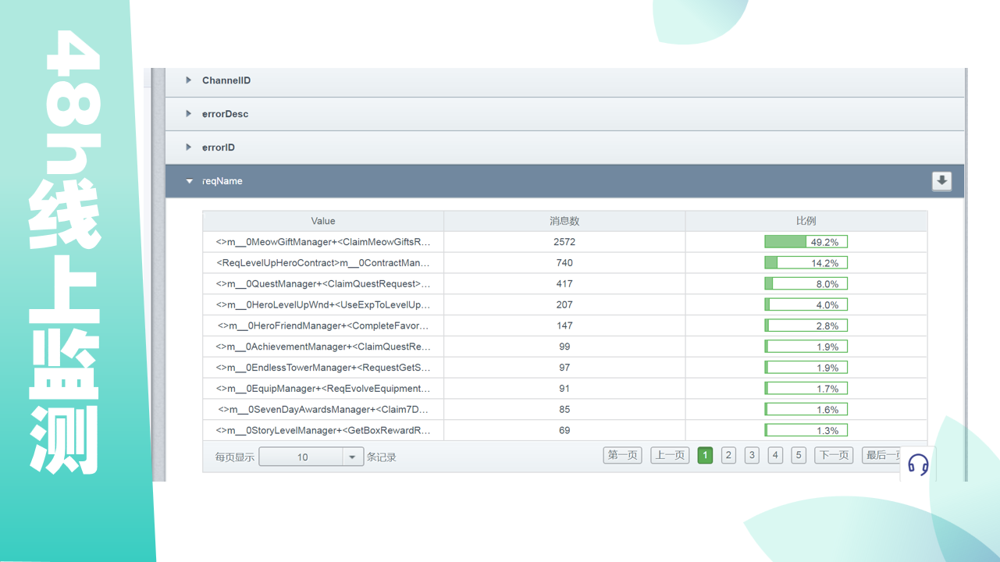 48h线上监测
ChannelID
errorDesc
errorID
reqName
Value 消息数 比例
<>m__0MeowGiftManager+<ClaimMeowGiftsR... 2572 49.2%
<ReqLevelUpHeroContract>m__0ContractMan... 740 14.2%
<>m__0QuestManager+<ClaimQuestRequest>... 417 8.0%
<>m__0HeroLevelUpWnd+<UseExpToLevelUp... 207 4.0%
<>m__0HeroFriendManager+<CompleteFavor... 147 2.8%
<>m__0AchievementManager+<ClaimQuestRe... 99 1.9%
<>m__0EndlessTowerManager+<RequestGetS... 97 1.9%
<>m__0EquipManager+<ReqEvolveEquipment... 91 1.7%
<>m__0SevenDayAwardsManager+<Claim7D... 85 1.6%
<>m__0StoryLevelManager+<GetBoxRewardR... 69 1.3%
每页显示 10 条记录 第一页 上一页 1 2 3 4 5 下一页 最后一页